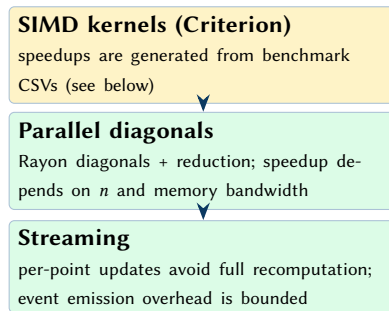 SIMD kernels (Criterion)
speedups are generated from benchmark
CSVs (see below)
Parallel diagonals
Rayon diagonals + reduction; speedup de-
pends on n and memory bandwidth
Streaming
per-point updates avoid full recomputation;
event emission overhead is bounded